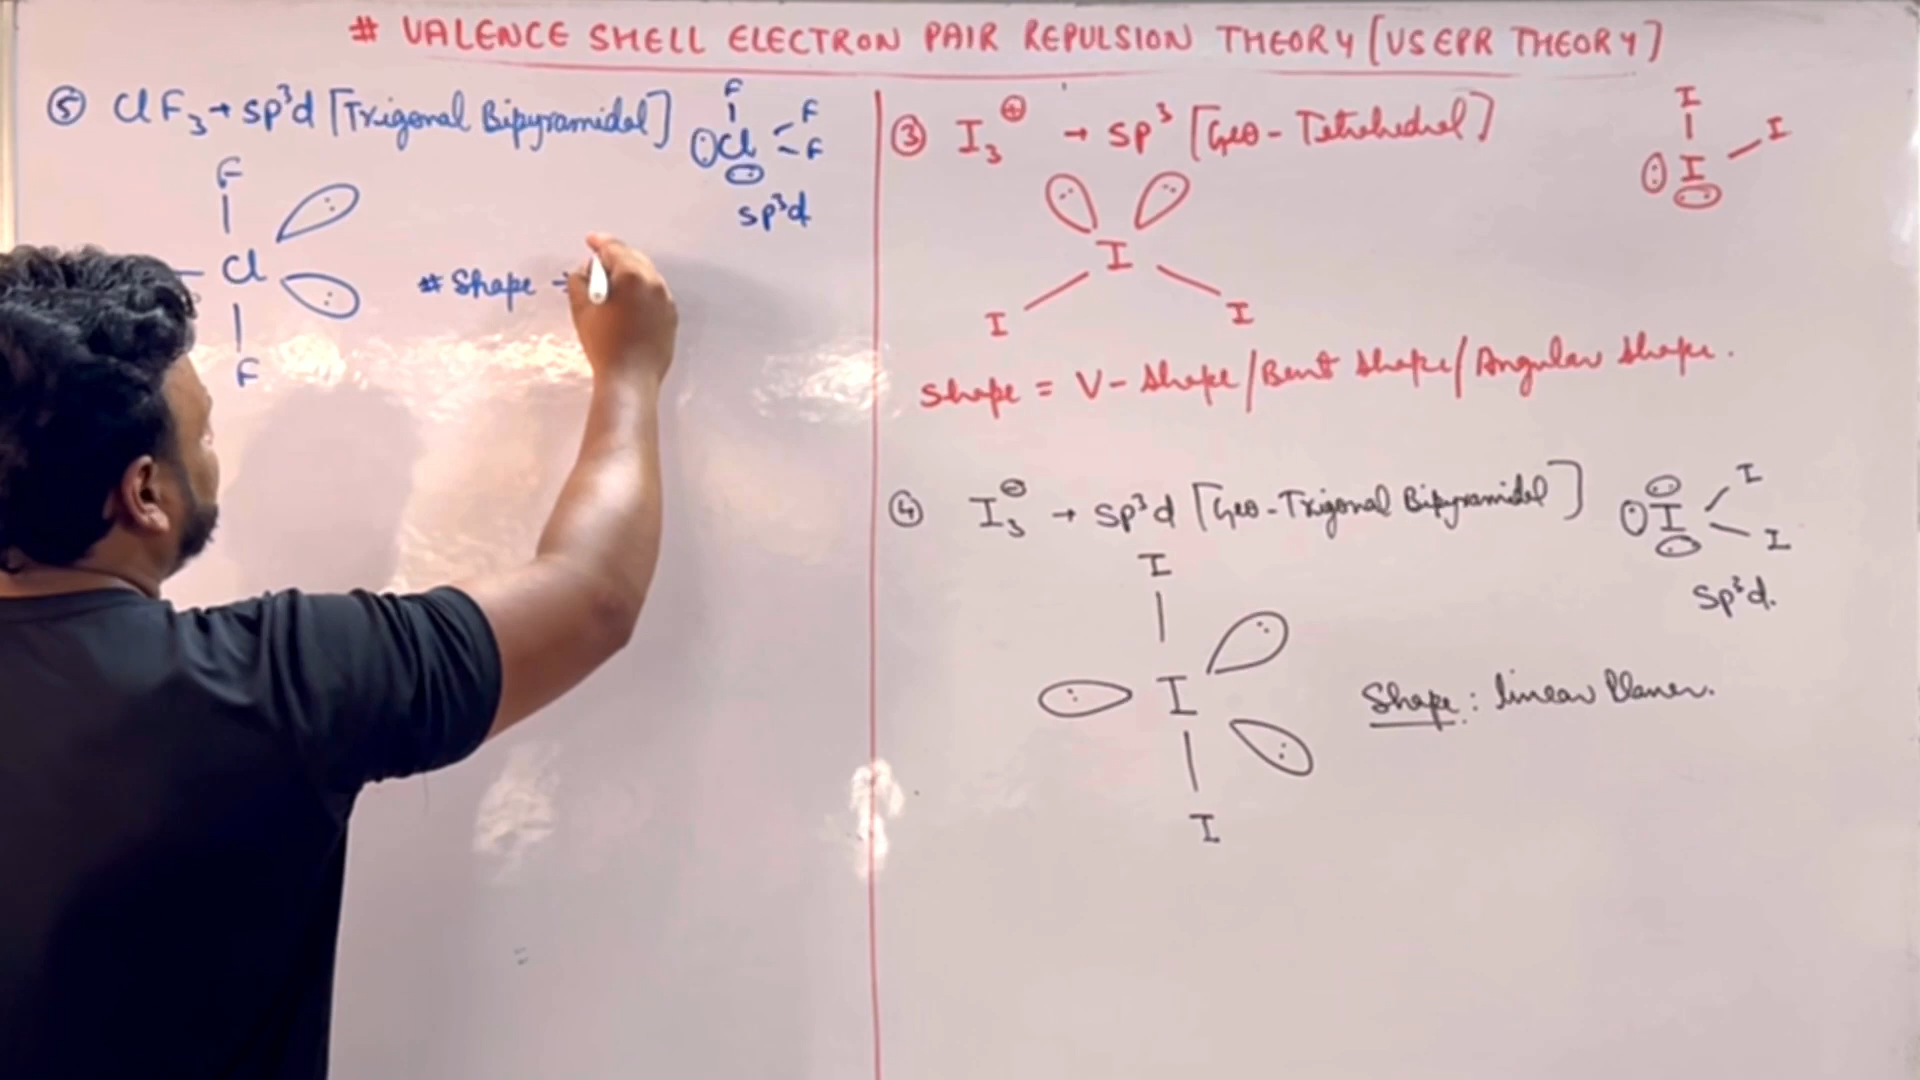 # VALENCE SHELL ELECTRON PAIR REPULSION THEORY [VSEPR THEORY]
⑤ ClF₃ → sp³d [Trigonal Bipyramidal]
F
Cl F
F
sp³d
F
Cl
F
# Shape →
③ I₃⊕ → sp³ [Geo - Tetrahedral]
I
I I
I
I I
Shape = V- Shape/Bent Shape/Angular Shape.
④ I₃⊖ → sp³d [Geo - Trigonal Bipyramidal]
I
I I
sp³d.
I
I
I
Shape : linear Planer.